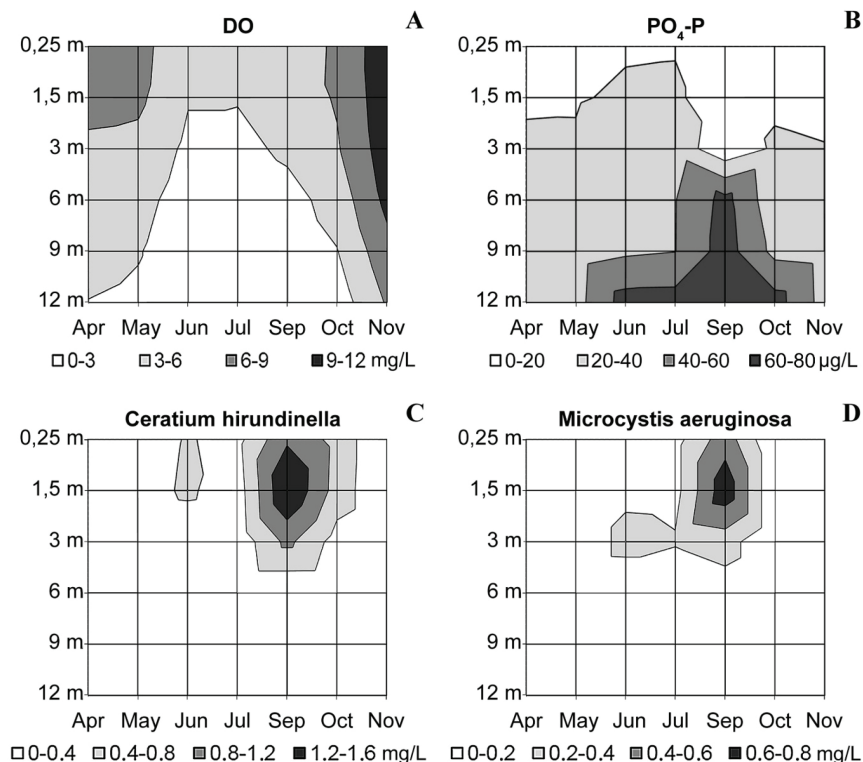 DO
A
0,25 m
1,5 m
3 m
6 m
9 m
12 m
Apr May Jun Jul Sep Oct Nov
0-3 3-6 6-9 9-12 mg/L
PO4-P
B
0,25 m
1,5 m
3 m
6 m
9 m
12 m
Apr May Jun Jul Sep Oct Nov
0-20 20-40 40-60 60-80 µg/L
Ceratium hirundinella
C
0,25 m
1,5 m
3 m
6 m
9 m
12 m
Apr May Jun Jul Sep Oct Nov
0-0.4 0.4-0.8 0.8-1.2 1.2-1.6 mg/L
Microcystis aeruginosa
D
0,25 m
1,5 m
3 m
6 m
9 m
12 m
Apr May Jun Jul Sep Oct Nov
0-0.2 0.2-0.4 0.4-0.6 0.6-0.8 mg/L